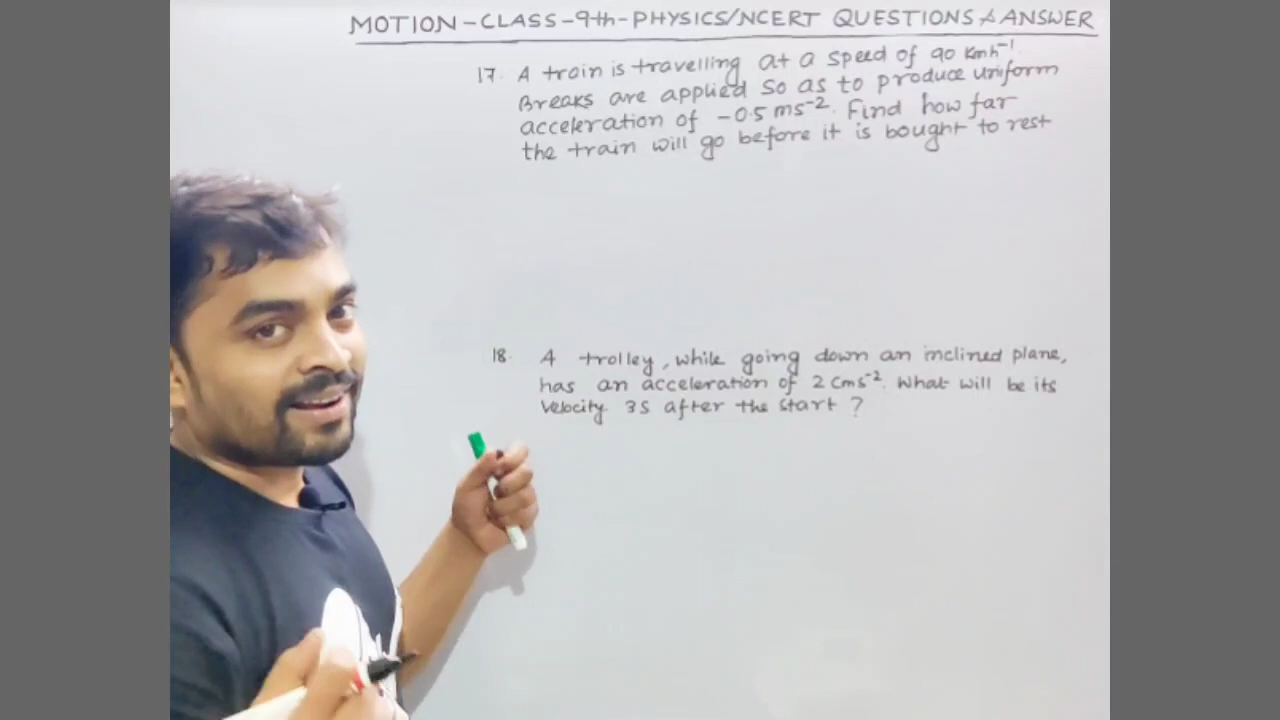 MOTION-CLASS-9th-PHYSICS/NCERT QUESTIONS & ANSWER
17. A train is travelling at a speed of 90 Kmh⁻¹.
Breaks are applied so as to produce uniform
acceleration of -0.5 ms⁻². Find how far
the train will go before it is bought to rest
18. A trolley, while going down an inclined plane,
has an acceleration of 2 cms⁻². What will be its
velocity 3s after the start ?